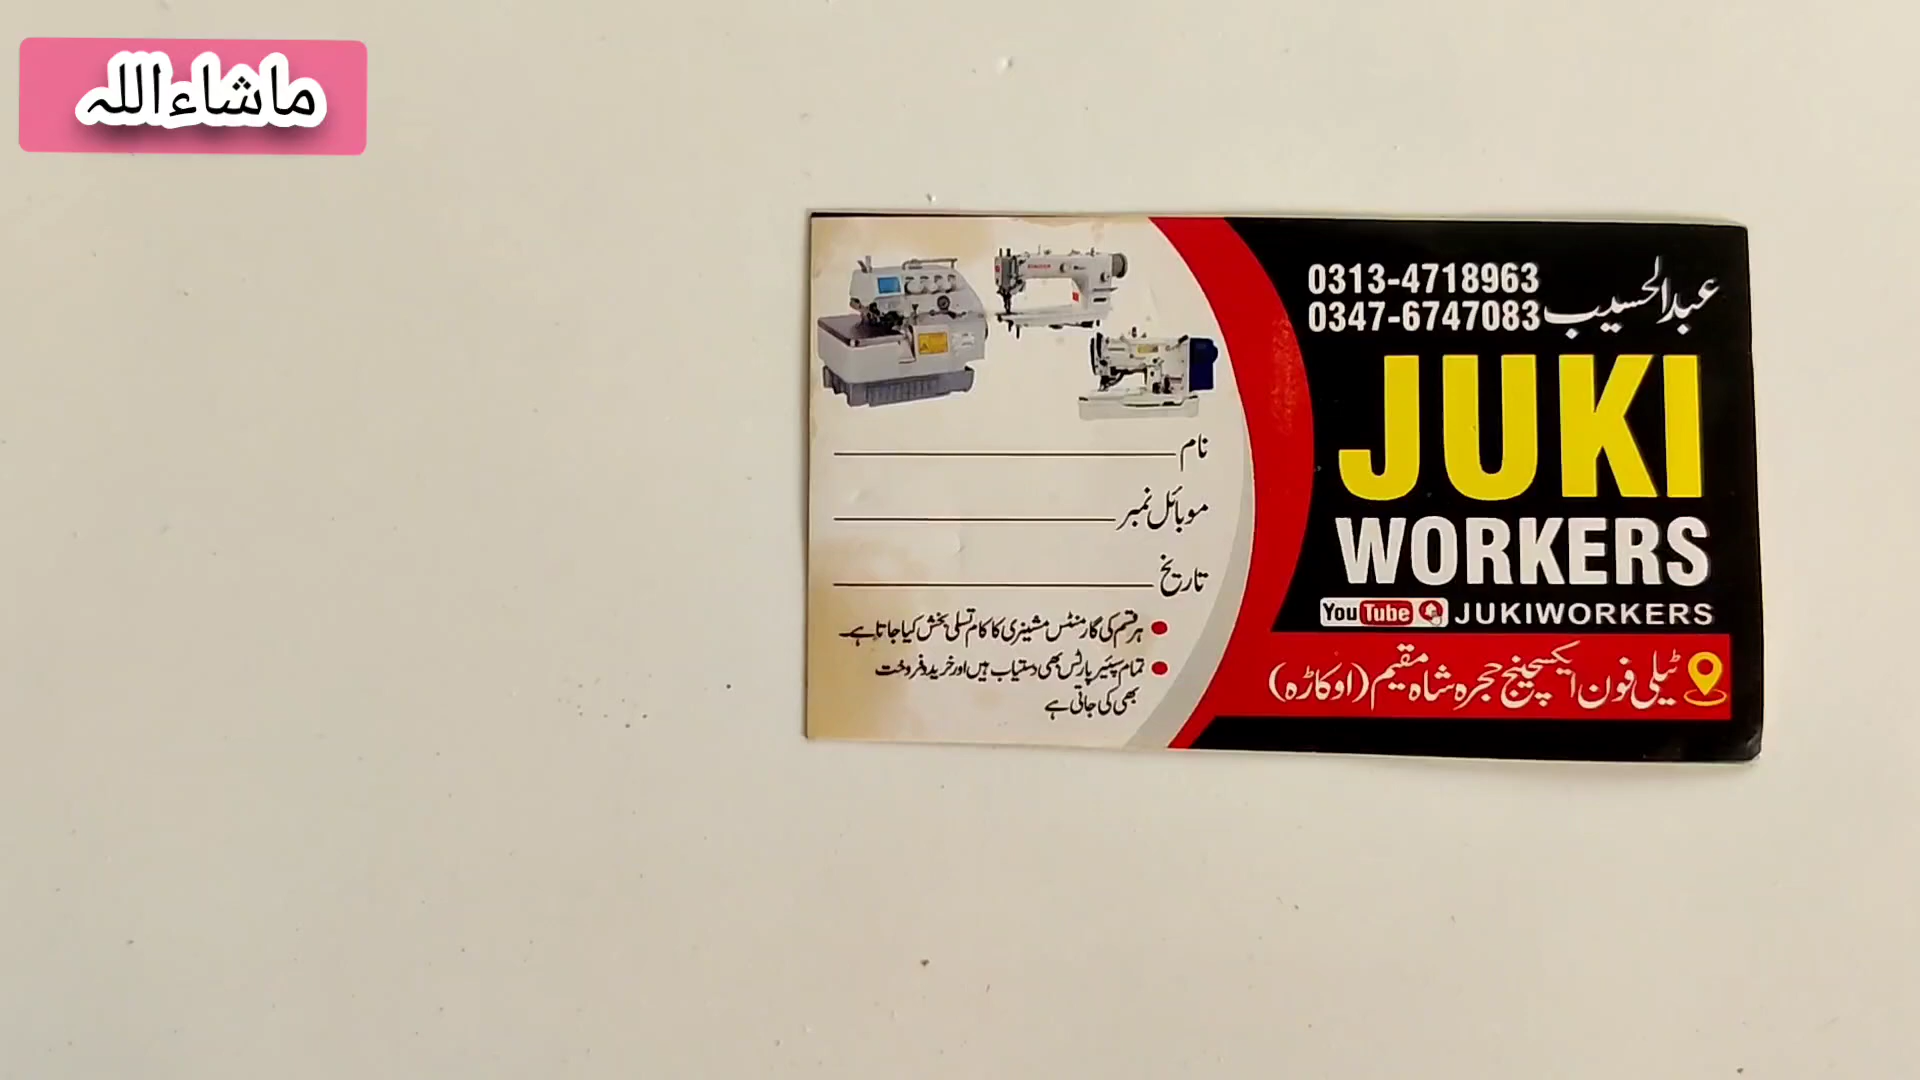 ماشاءاللہ
0313-4718963
0347-6747083 عبدالحسیب
JUKI
WORKERS
YouTube JUKIWORKERS
ٹیلی فون ایکسچینج حجرہ شاہ مقیم (اوکاڑہ)
نام
موبائل نمبر
تاریخ
ہر قسم کی گارمنٹس مشینری کا کام تسلی بخش کیا جاتا ہے۔
تمام سپئیر پارٹس بھی دستیاب ہیں اور خرید و فروخت
بھی کی جاتی ہے